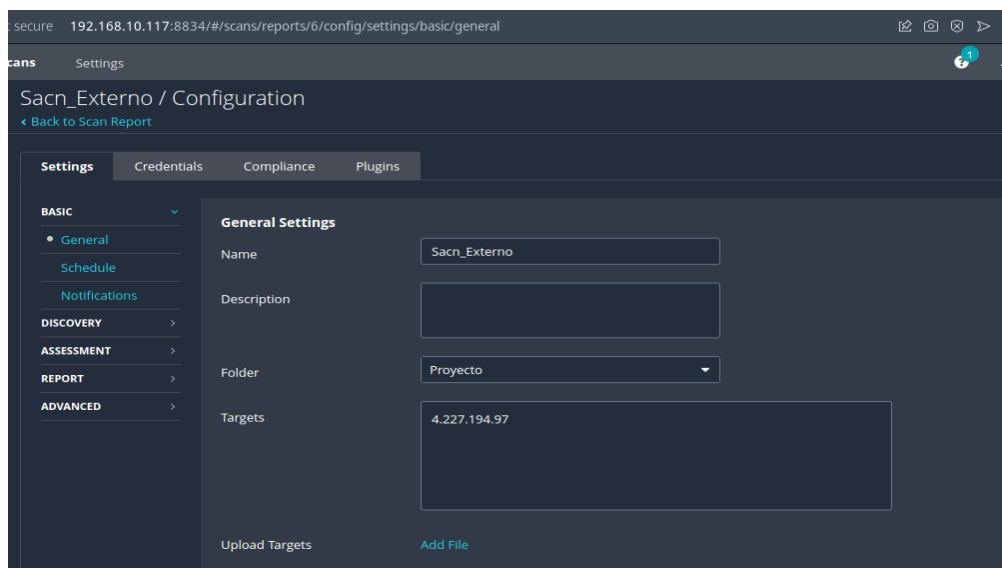 secure 192.168.10.117:8834/#/scans/reports/6/config/settings/basic/general
cans Settings
1
Sacn_Externo / Configuration
Back to Scan Report
Settings Credentials Compliance Plugins
BASIC
General
Schedule
Notifications
DISCOVERY
ASSESSMENT
REPORT
ADVANCED
General Settings
Name Sacn_Externo
Description
Folder Proyecto
Targets 4.227.194.97
Upload Targets Add File